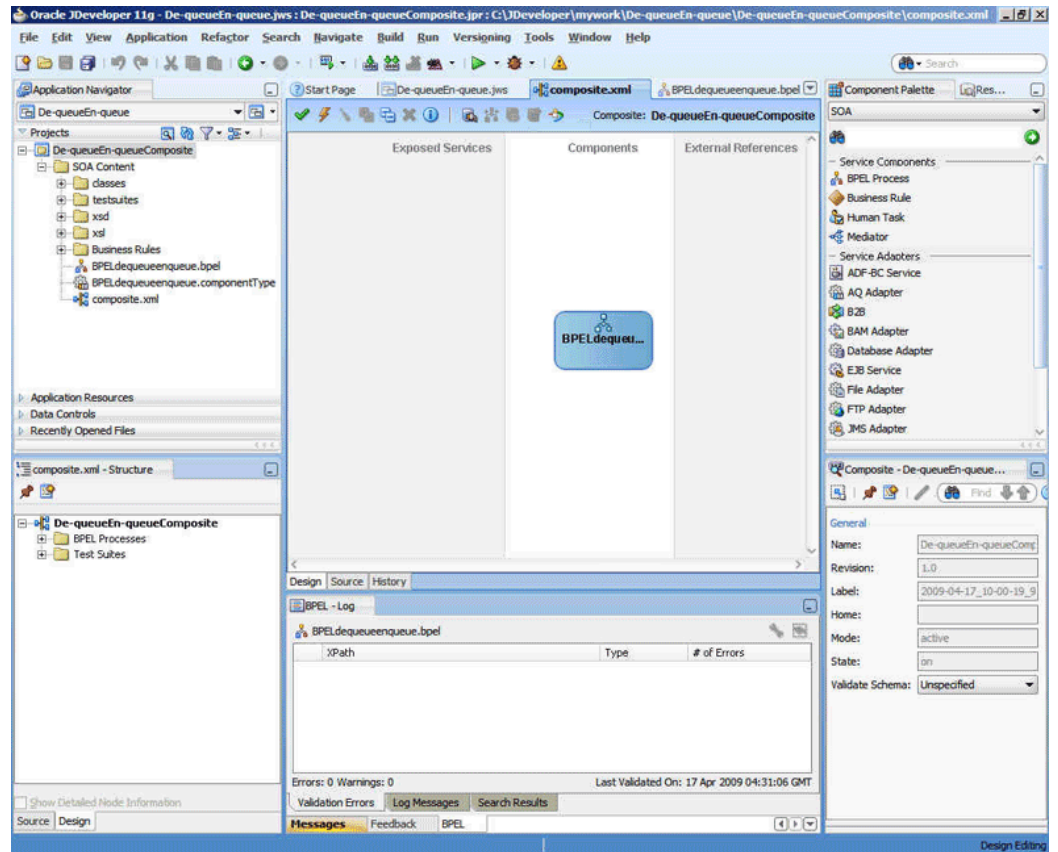 Oracle JDeveloper 11g - De-queueEn-queue.jws : De-queueEn-queueComposite.jpr : C:\JDeveloper\mywork\De-queueEn-queue\De-queueEn-queueComposite\composite.xml
File Edit View Application Refactor Search Navigate Build Run Versioning Tools Window Help
Search
Application Navigator
De-queueEn-queue
Projects
De-queueEn-queueComposite
SOA Content
classes
testsuites
xsd
xsl
Business Rules
BPELdequeueenqueue.bpel
BPELdequeueenqueue.componentType
composite.xml
Application Resources
Data Controls
Recently Opened Files
composite.xml - Structure
De-queueEn-queueComposite
BPEL Processes
Test Suites
Show Detailed Node Information
Source Design
Start Page De-queueEn-queue.jws composite.xml BPELdequeueenqueue.bpel
Composite: De-queueEn-queueComposite
Exposed Services Components External References
BPELdequeu...
Design Source History
BPEL - Log
BPELdequeueenqueue.bpel
XPath Type # of Errors
Errors: 0 Warnings: 0 Last Validated On: 17 Apr 2009 04:31:06 GMT
Validation Errors Log Messages Search Results
Messages Feedback BPEL
Component Palette Res...
SOA
Service Components
BPEL Process
Business Rule
Human Task
Mediator
Service Adapters
ADF-BC Service
AQ Adapter
B2B
BAM Adapter
Database Adapter
EJB Service
File Adapter
FTP Adapter
JMS Adapter
Composite - De-queueEn-queue...
Find
General
Name: De-queueEn-queueComp
Revision: 1.0
Label: 2009-04-17_10-00-19_9
Home:
Mode: active
State: on
Validate Schema: Unspecified
Design Editing